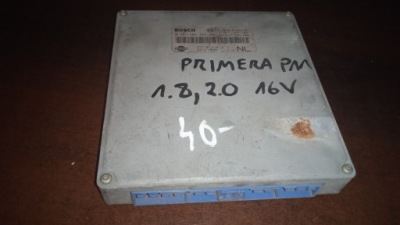 BOSCH
NL
PRIMERA PM
1.8, 2.0 16V
40-